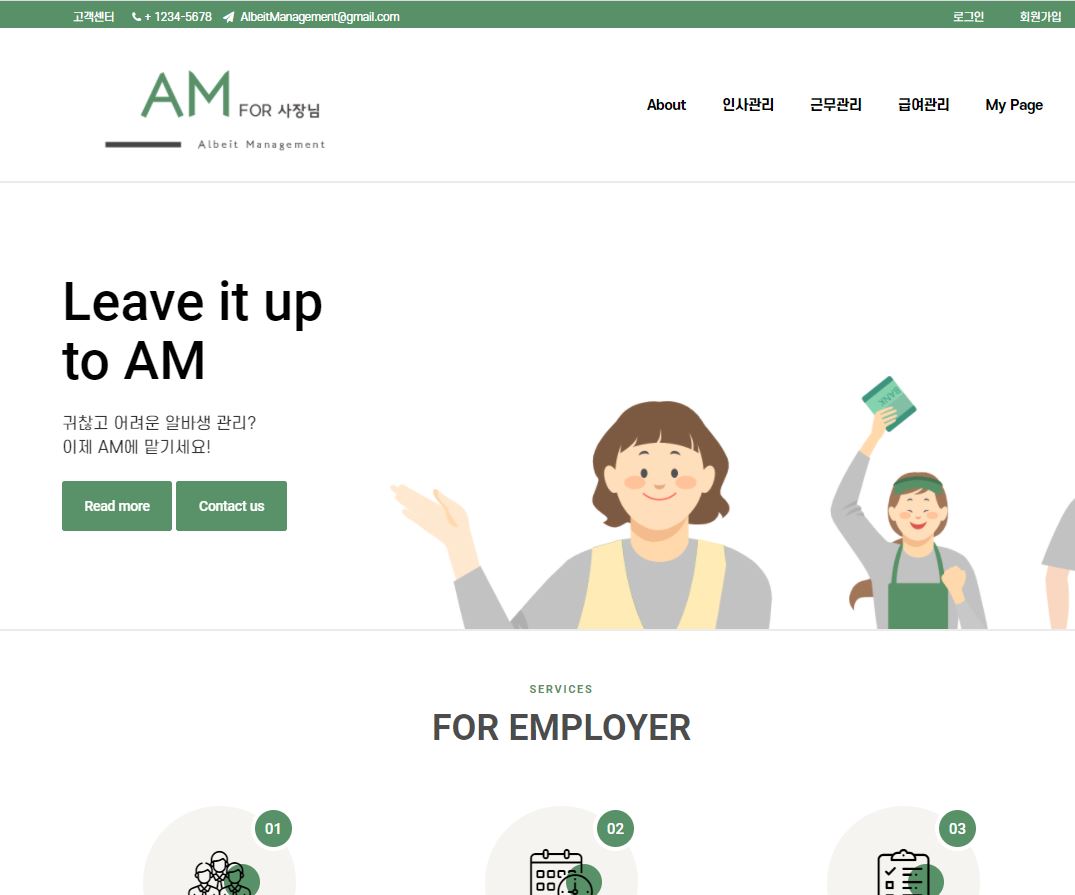 고객센터 + 1234-5678 AlbeitManagement@gmail.com 로그인 회원가입
AM FOR 사장님
Albeit Management
About 인사관리 근무관리 급여관리 My Page
Leave it up
to AM
귀찮고 어려운 알바생 관리?
이제 AM에 맡기세요!
Read more Contact us
BANK
SERVICES
FOR EMPLOYER
01 02 03